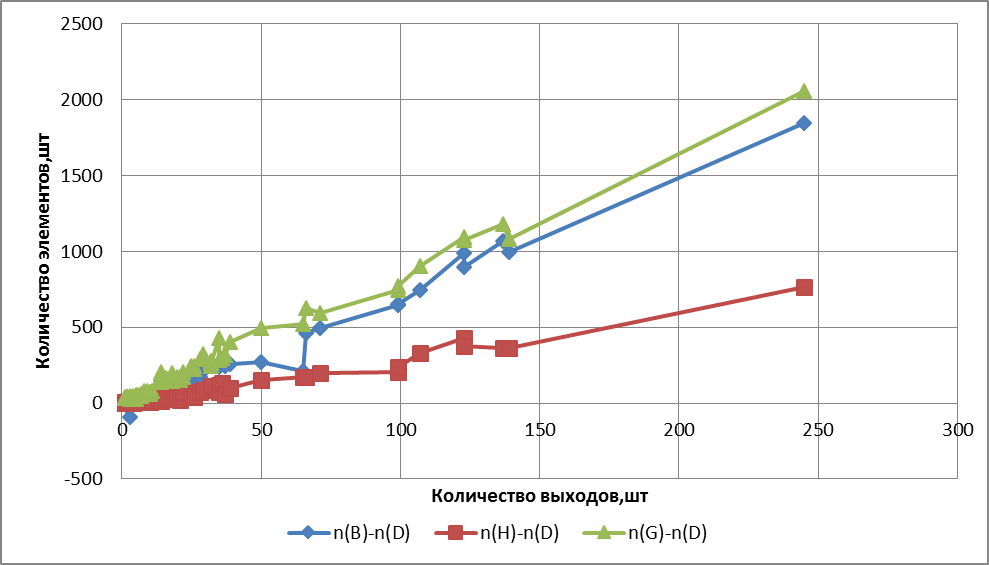 2500
2000
1500
1000
500
0
-500
0 50 100 150 200 250 300
Количество элементов,шт
Количество выходов,шт
n(B)-n(D) n(H)-n(D) n(G)-n(D)